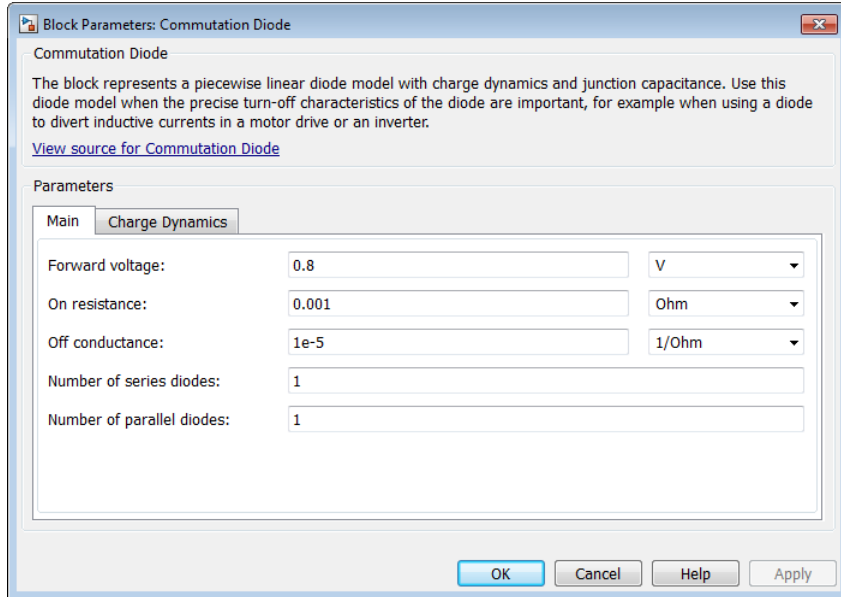 Block Parameters: Commutation Diode
Commutation Diode
The block represents a piecewise linear diode model with charge dynamics and junction capacitance. Use this
diode model when the precise turn-off characteristics of the diode are important, for example when using a diode
to divert inductive currents in a motor drive or an inverter.
View source for Commutation Diode
Parameters
Main Charge Dynamics
Forward voltage: 0.8 V
On resistance: 0.001 Ohm
Off conductance: 1e-5 1/Ohm
Number of series diodes: 1
Number of parallel diodes: 1
OK Cancel Help Apply